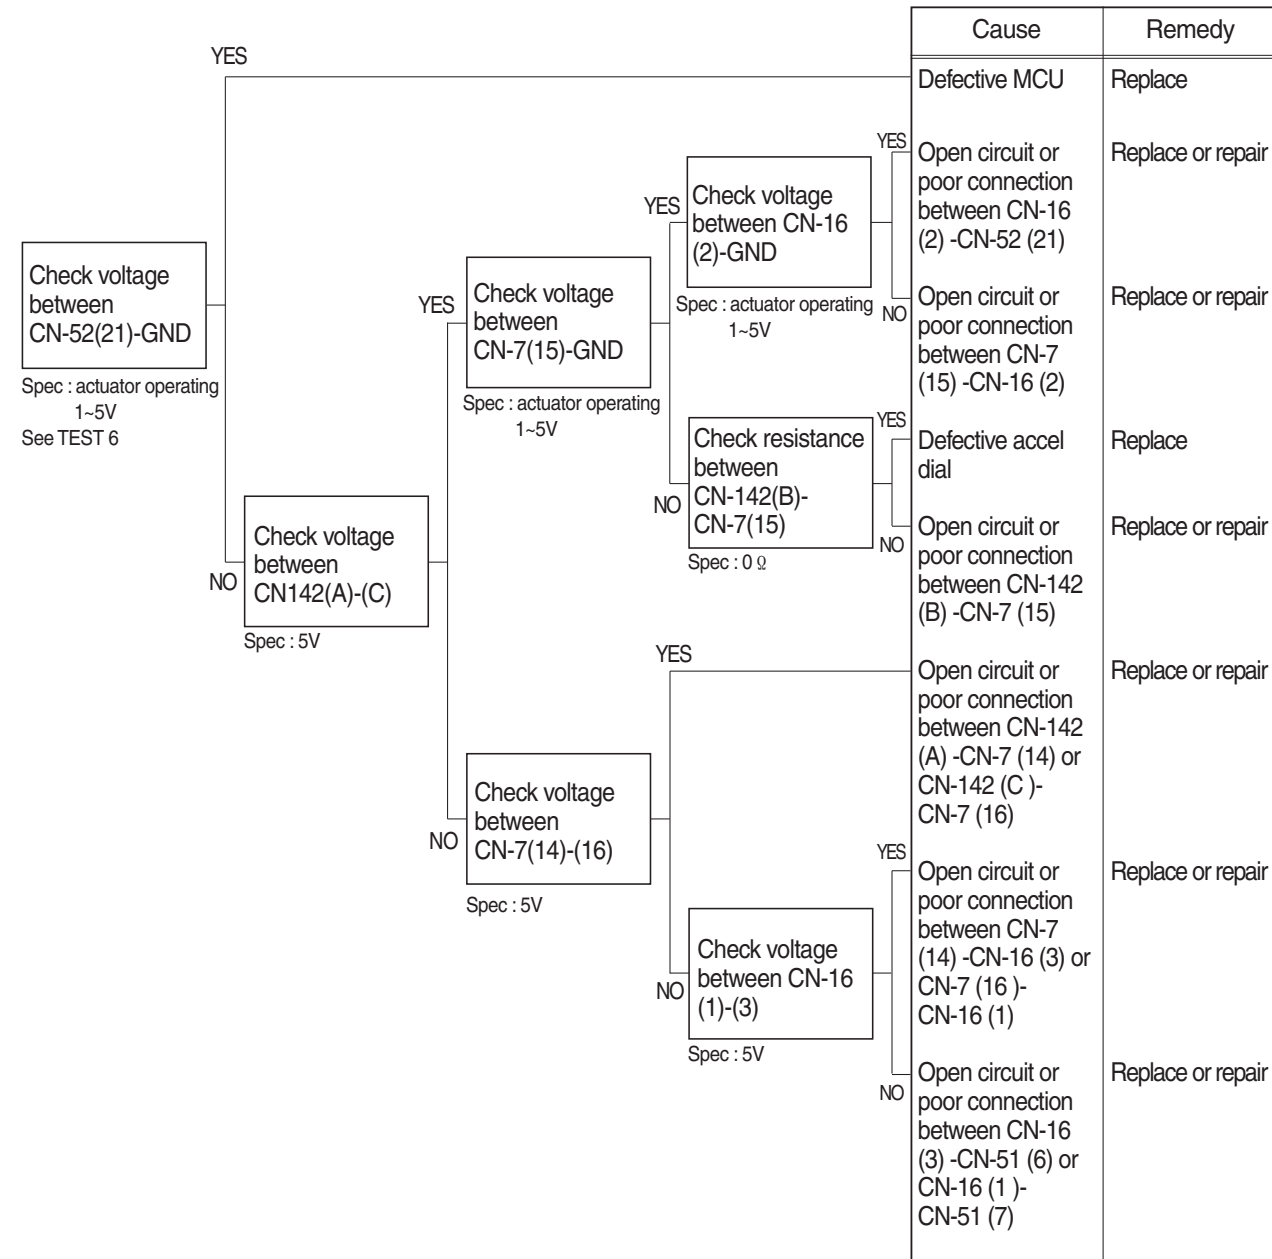 Cause
Remedy
YES
Defective MCU
Replace
YES
Open circuit or
poor connection
between CN-16
(2) -CN-52 (21)
Replace or repair
YES
Check voltage
between CN-16
(2)-GND
Spec : actuator operating
1~5V
NO
Open circuit or
poor connection
between CN-7
(15) -CN-16 (2)
Replace or repair
Check voltage
between
CN-52(21)-GND
Spec : actuator operating
1~5V
See TEST 6
YES
Check voltage
between
CN-7(15)-GND
Spec : actuator operating
1~5V
YES
Defective accel
dial
Replace
NO
Check resistance
between
CN-142(B)-
CN-7(15)
Spec : 0 Ω
NO
Open circuit or
poor connection
between CN-142
(B) -CN-7 (15)
Replace or repair
NO
Check voltage
between
CN142(A)-(C)
Spec : 5V
YES
Open circuit or
poor connection
between CN-142
(A) -CN-7 (14) or
CN-142 (C )-
CN-7 (16)
Replace or repair
NO
Check voltage
between
CN-7(14)-(16)
Spec : 5V
YES
Open circuit or
poor connection
between CN-7
(14) -CN-16 (3) or
CN-7 (16 )-
CN-16 (1)
Replace or repair
NO
Check voltage
between CN-16
(1)-(3)
Spec : 5V
NO
Open circuit or
poor connection
between CN-16
(3) -CN-51 (6) or
CN-16 (1 )-
CN-51 (7)
Replace or repair